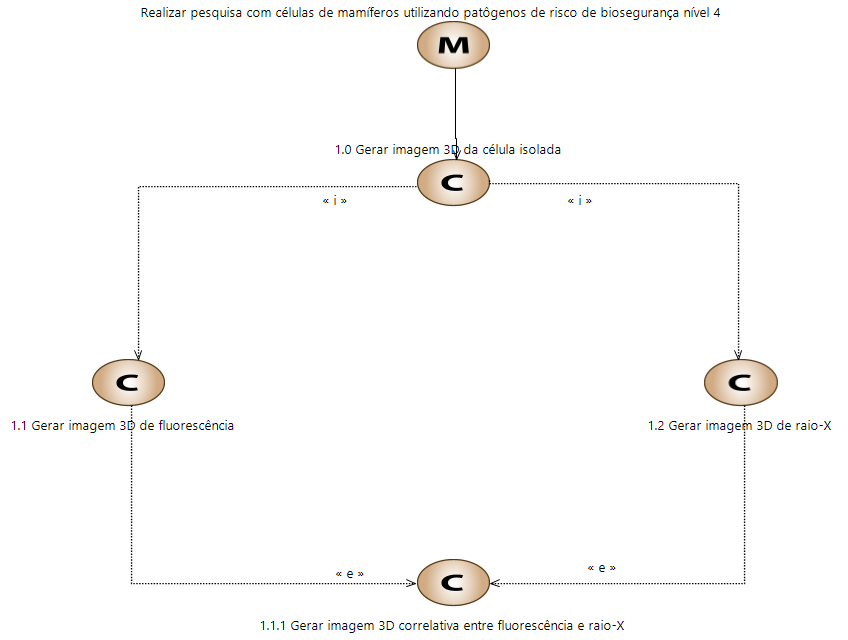 Realizar pesquisa com células de mamíferos utilizando patôgenos de risco de biosegurança nível 4
M
1.0 Gerar imagem 3D da célula isolada
C
« i »
« i »
C
C
1.1 Gerar imagem 3D de fluorescência
1.2 Gerar imagem 3D de raio-X
« e »
« e »
C
1.1.1 Gerar imagem 3D correlativa entre fluorescência e raio-X